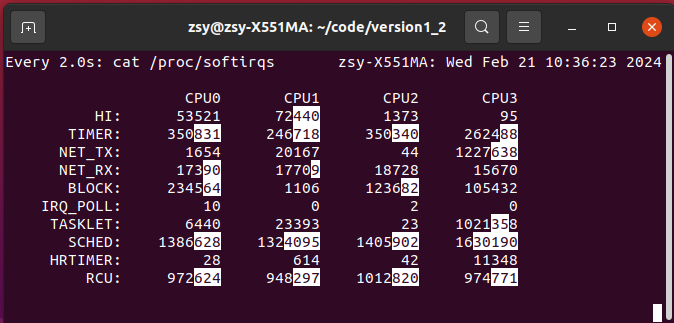 zsy@zsy-X551MA: ~/code/version1_2
Every 2.0s: cat /proc/softirqs zsy-X551MA: Wed Feb 21 10:36:23 2024
CPU0 CPU1 CPU2 CPU3
HI: 53521 72440 1373 95
TIMER: 350831 246718 350340 262488
NET_TX: 1654 20167 44 1227638
NET_RX: 17390 17709 18728 15670
BLOCK: 234564 1106 123682 105432
IRQ_POLL: 10 0 2 0
TASKLET: 6440 23393 23 1021358
SCHED: 1386628 1324095 1405902 1630190
HRTIMER: 28 614 42 11348
RCU: 972624 948297 1012820 974771